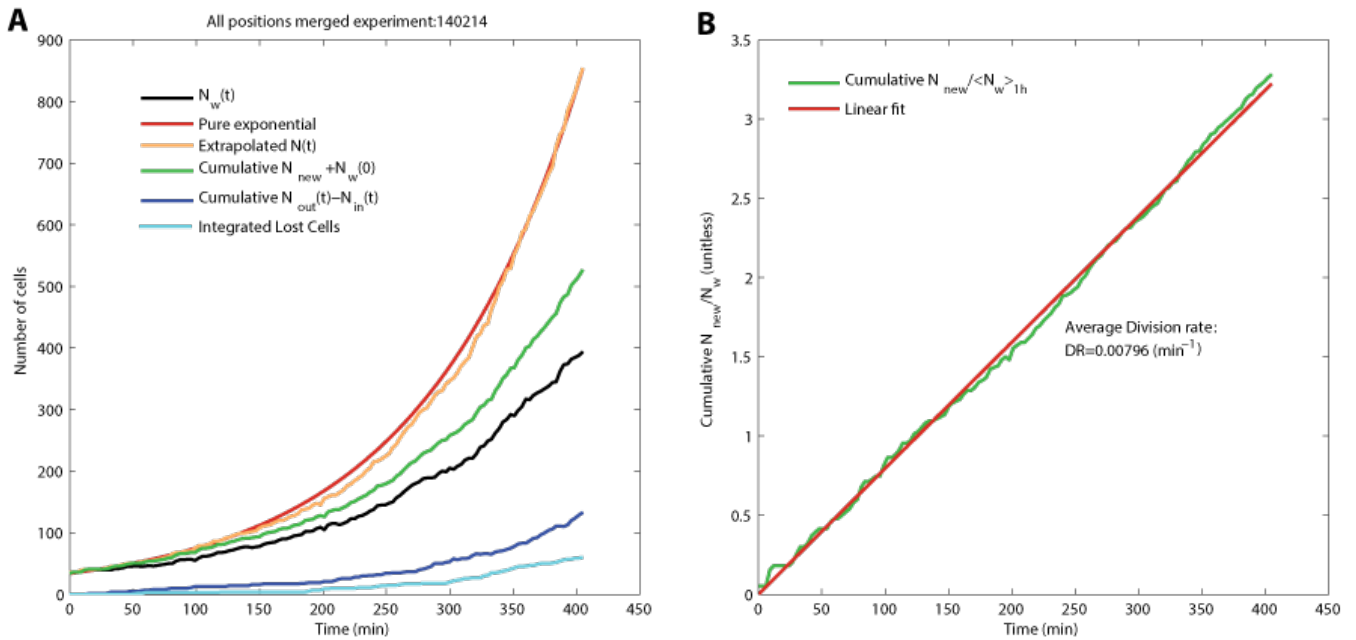 A
All positions merged experiment:140214
900
800
700
600
500
400
300
200
100
0
Number of cells
N_w(t)
Pure exponential
Extrapolated N(t)
Cumulative N_new +N_w(0)
Cumulative N_out(t)−N_in(t)
Integrated Lost Cells
0 50 100 150 200 250 300 350 400 450
Time (min)
B
3.5
3
2.5
2
1.5
1
0.5
0
Cumulative N_new/N_w (unitless)
Cumulative N_new/<N_w>_1h
Linear fit
Average Division rate:
DR=0.00796 (min⁻¹)
0 50 100 150 200 250 300 350 400 450
Time (min)